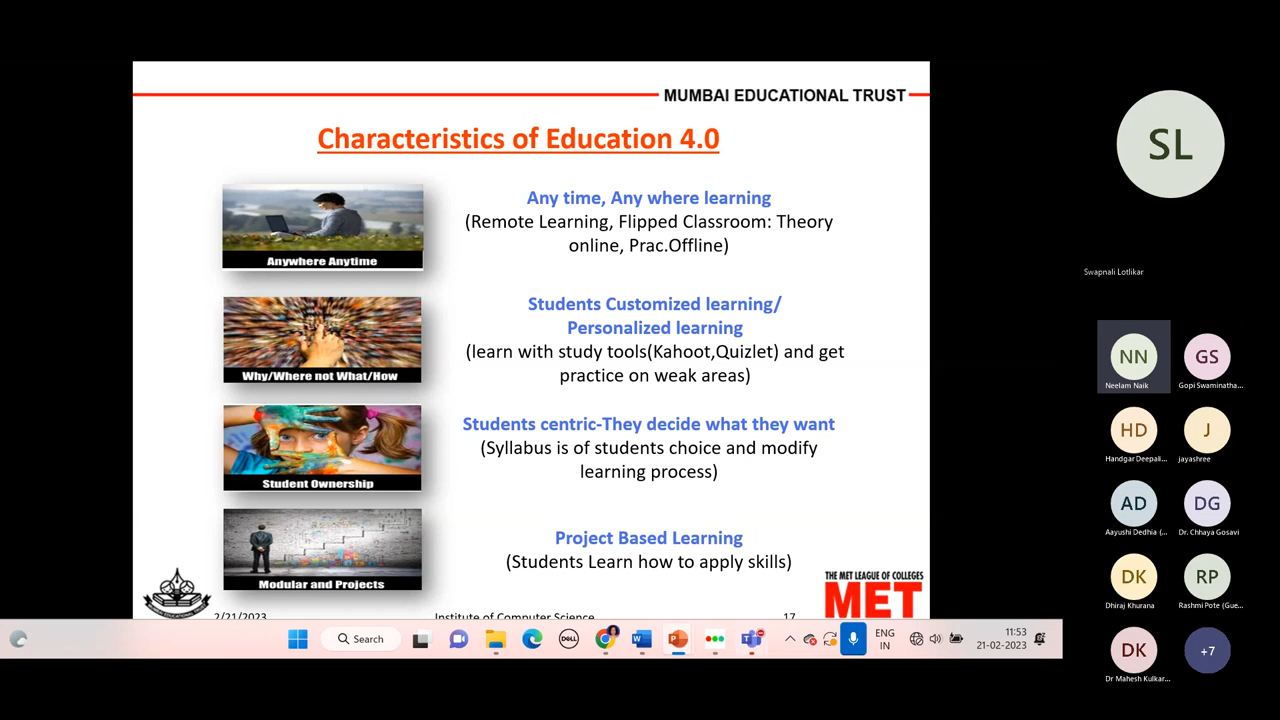 MUMBAI EDUCATIONAL TRUST
Characteristics of Education 4.0
Anywhere Anytime
Any time, Any where learning
(Remote Learning, Flipped Classroom: Theory
online, Prac.Offline)
Why/Where not What/How
Students Customized learning/
Personalized learning
(learn with study tools(Kahoot,Quizlet) and get
practice on weak areas)
Student Ownership
Students centric-They decide what they want
(Syllabus is of students choice and modify
learning process)
Modular and Projects
Project Based Learning
(Students Learn how to apply skills)
THE MET LEAGUE OF COLLEGES
MET
2/21/2023
Institute of Computer Science
17
Search
DELL
ENG
IN
11:53
21-02-2023
SL
Swapnali Lotlikar
NN
Neelam Naik
GS
Gopi Swaminatha...
HD
Handgar Deepali...
J
jayashree
AD
Aayushi Dedhia (...
DG
Dr. Chhaya Gosavi
DK
Dhiraj Khurana
RP
Rashmi Pote (Gue...
DK
Dr Mahesh Kulkar...
+7